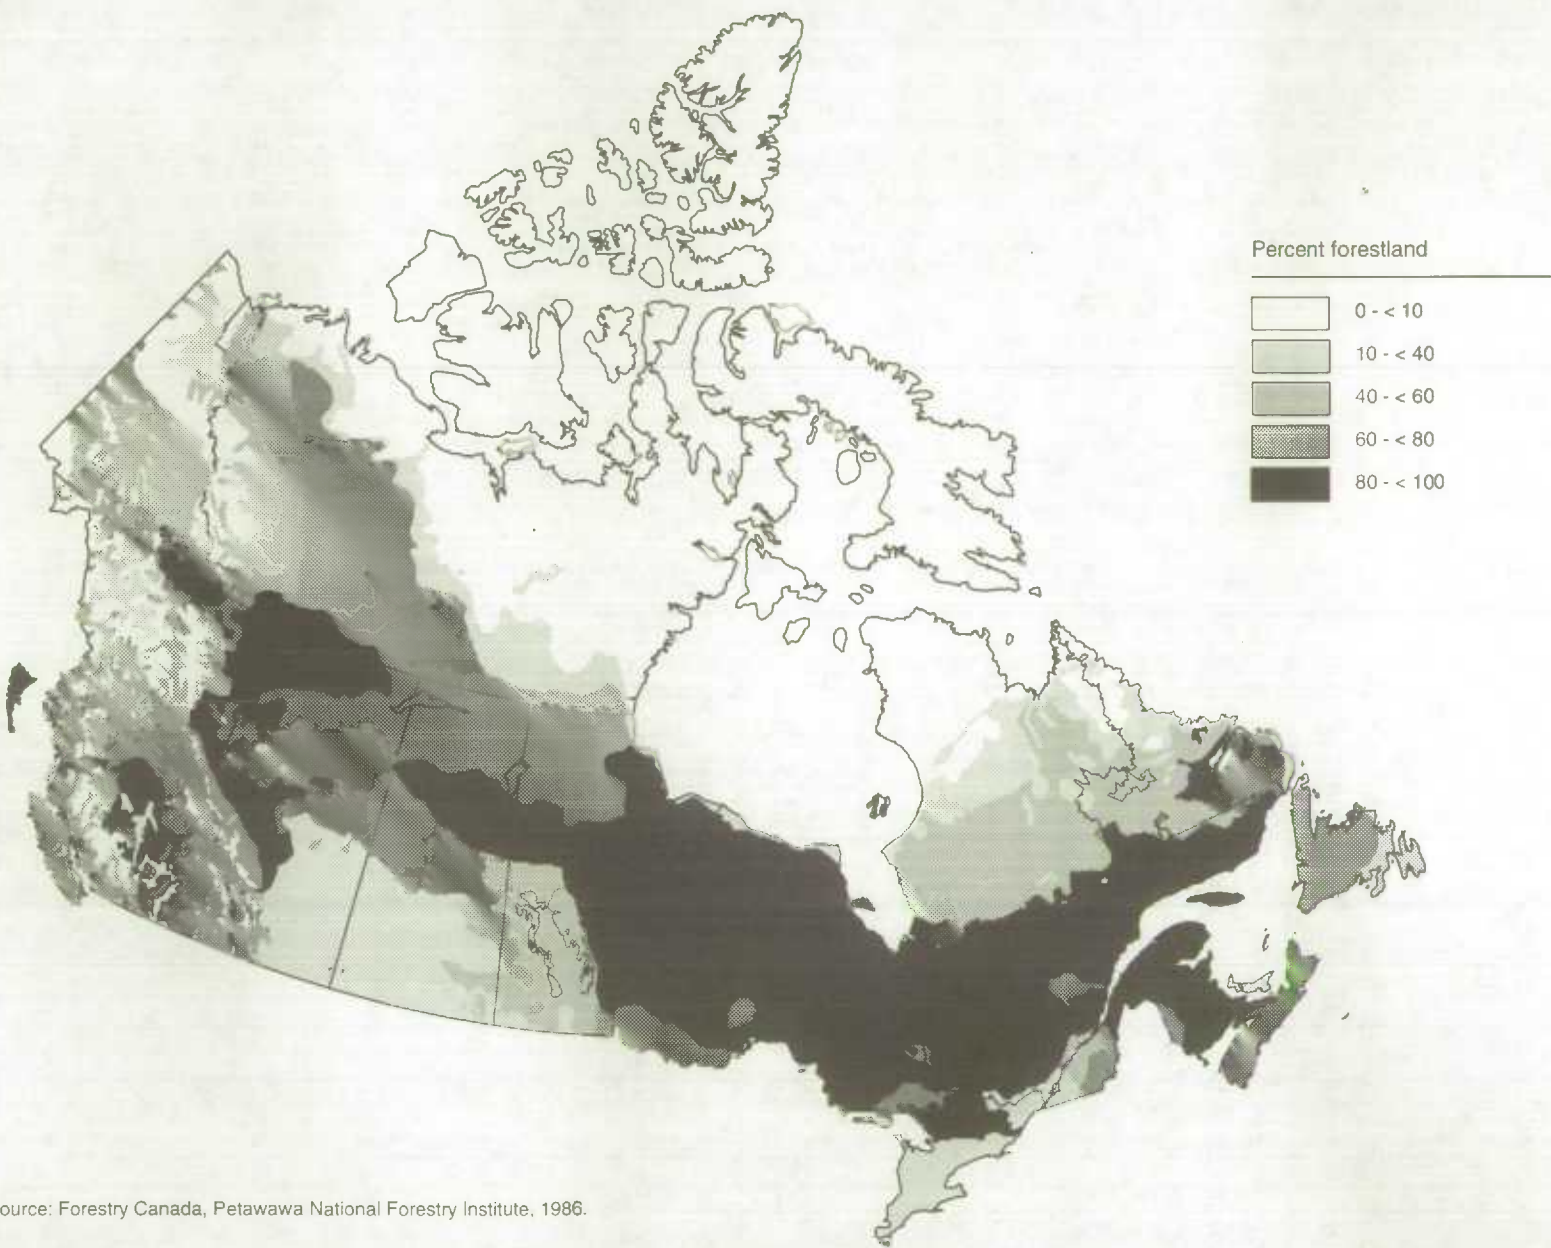 Percent forestland
0 - < 10
10 - < 40
40 - < 60
60 - < 80
80 - < 100
ource: Forestry Canada, Petawawa National Forestry Institute, 1986.